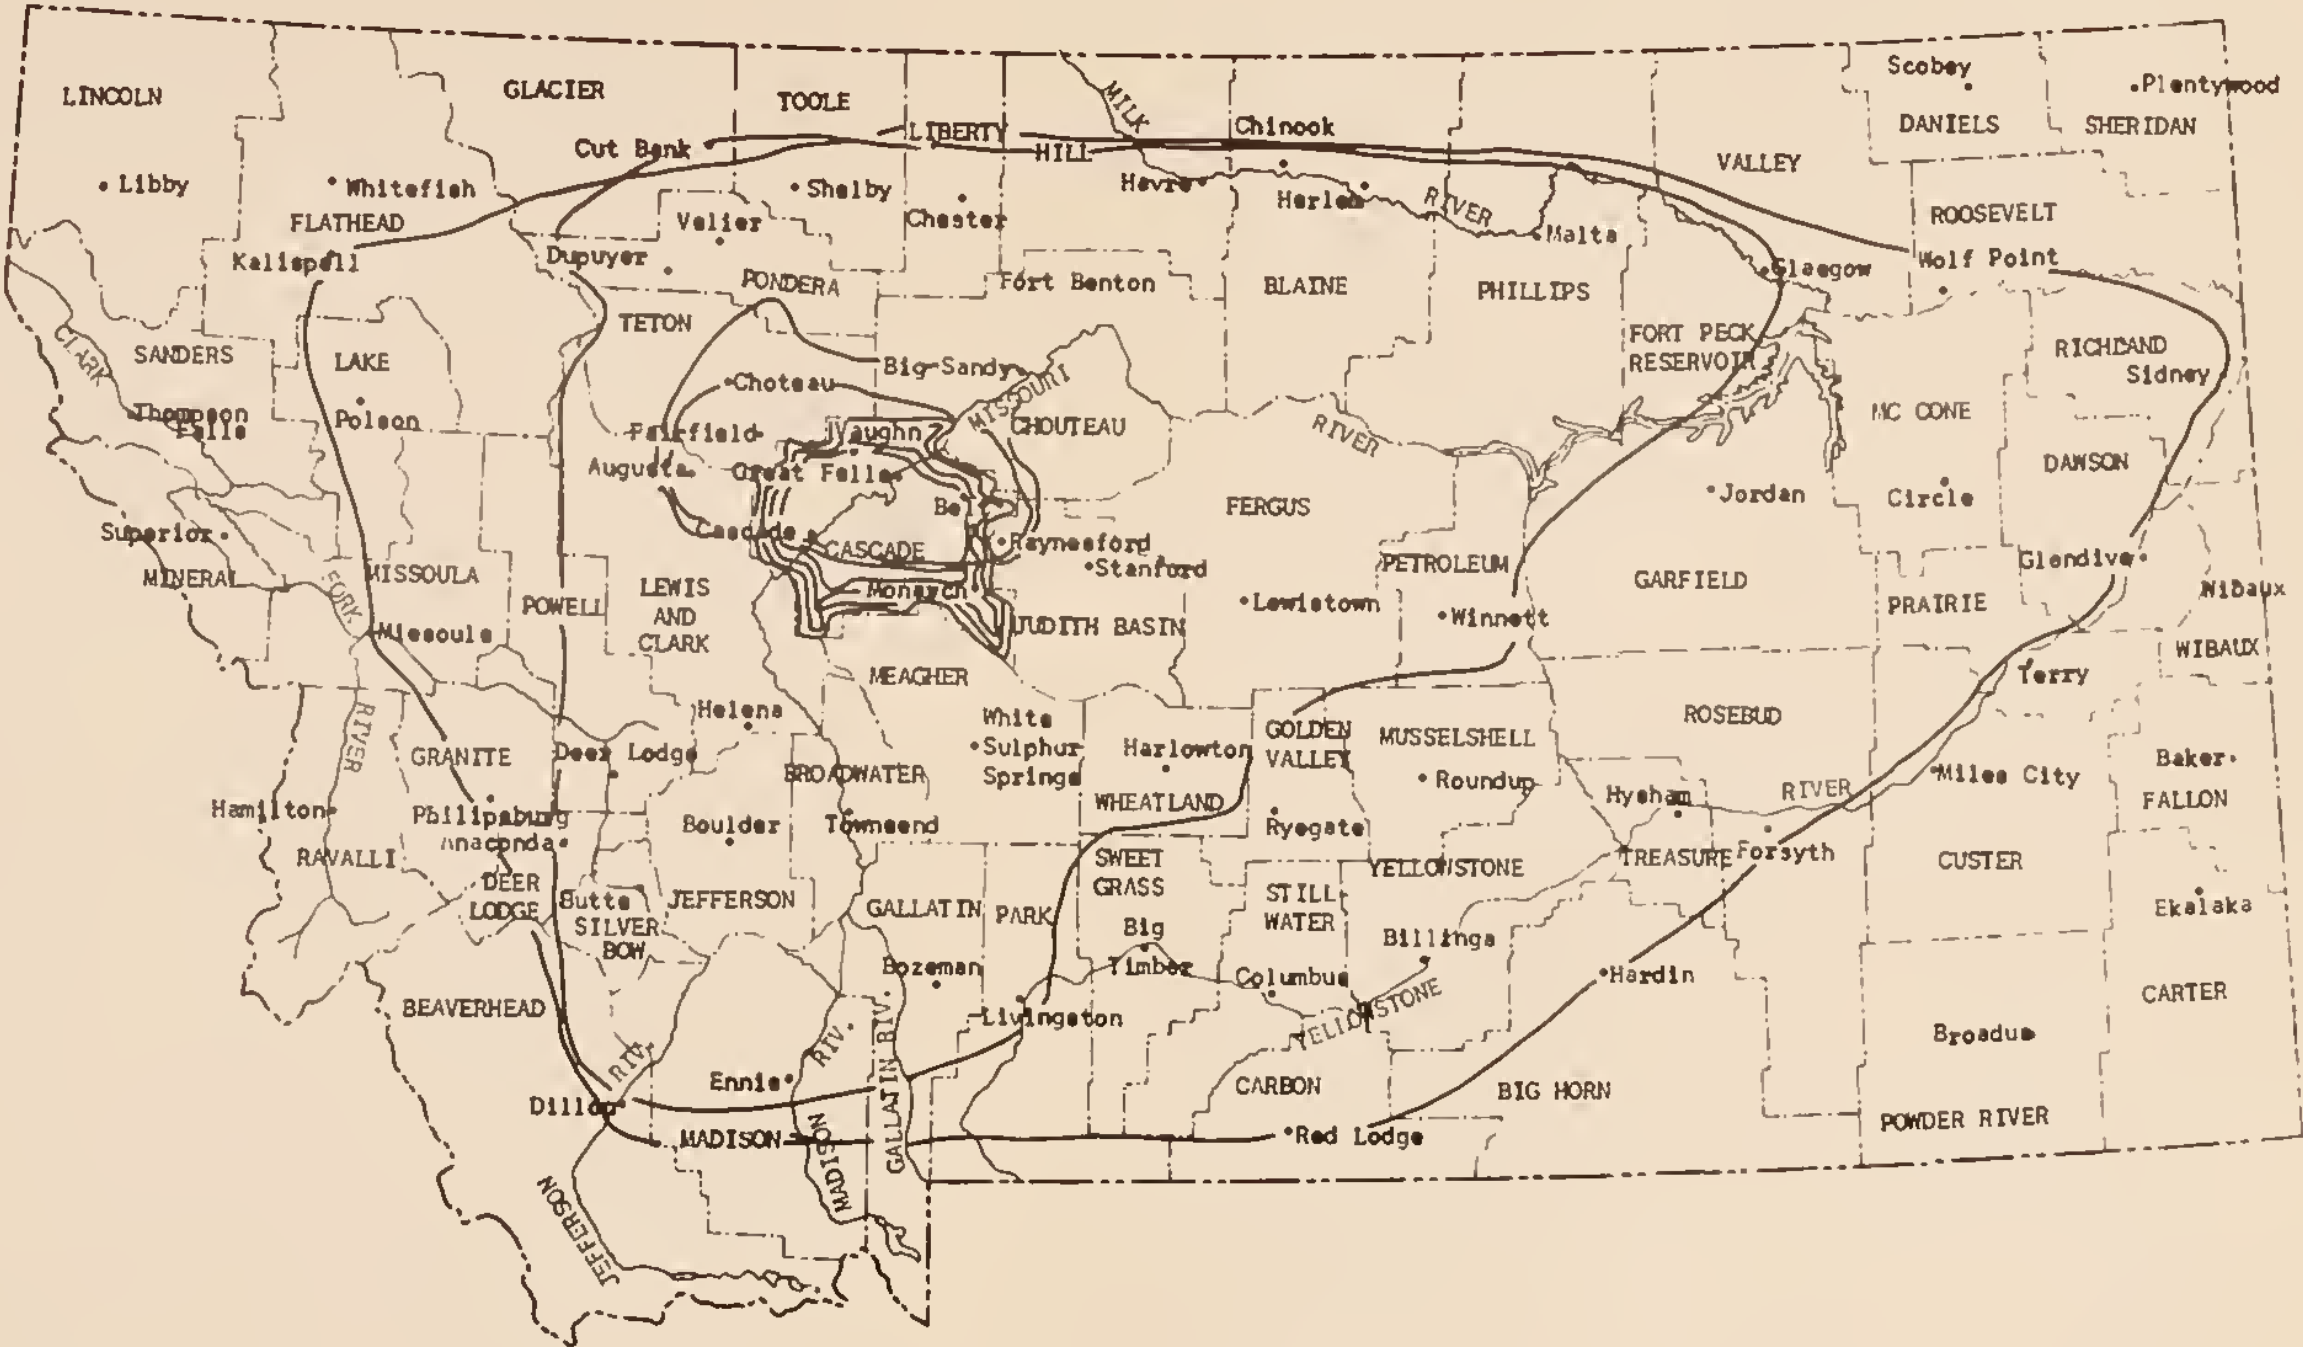 LINCOLN
GLACIER
TOOLE
LIBERTY
HILL
MILK
Chinook
Scobey
Plentywood
DANIELS
SHERIDAN
VALLEY
Cut Bank
Libby
Whitefish
FLATHEAD
Kalispell
Shelby
Valier
Chester
Havre
Harlem
RIVER
Malta
ROOSEVELT
Wolf Point
Glasgow
Dupuyer
PONDERA
Fort Benton
BLAINE
PHILLIPS
TETON
FORT PECK
RESERVOIR
RICHLAND
Sidney
CLARK
SANDERS
LAKE
Big Sandy
Choteau
MISSOURI
Thompson
Falls
Polson
Fairfield
Vaughn
CHOUTEAU
RIVER
MC CONE
DAWSON
Augusta
Great Falls
Jordan
Circle
Belt
FERGUS
Superior
Cascade
CASCADE
Raynesford
Stanford
PETROLEUM
GARFIELD
Glendive
MINERAL
FORK
MISSOULA
POWELL
LEWIS
AND
CLARK
Monarch
Lewistown
Winnett
PRAIRIE
Wibaux
Missoula
JUDITH BASIN
WIBAUX
MEAGHER
Terry
RIVER
Helena
White
Sulphur
Springs
Harlowton
GOLDEN
VALLEY
MUSSELSHELL
ROSEBUD
GRANITE
Deer Lodge
BROADWATER
Roundup
Miles City
Baker
FALLON
Hamilton
Philipsburg
Anaconda
WHEATLAND
Hysham
RIVER
Boulder
Townsend
Ryegate
RAVALLI
SWEET
GRASS
YELLOWSTONE
TREASURE
Forsyth
CUSTER
DEER
LODGE
Butte
SILVER
BOW
JEFFERSON
GALLATIN
PARK
STILL
WATER
Ekalaka
Big
Timber
Billings
Bozeman
Columbus
Hardin
BEAVERHEAD
Livingston
YELLOWSTONE
CARTER
Broadus
RIV.
RIV.
GALLATIN RIV.
Ennis
Dillon
CARBON
BIG HORN
POWDER RIVER
MADISON
MADISON
Red Lodge
JEFFERSON